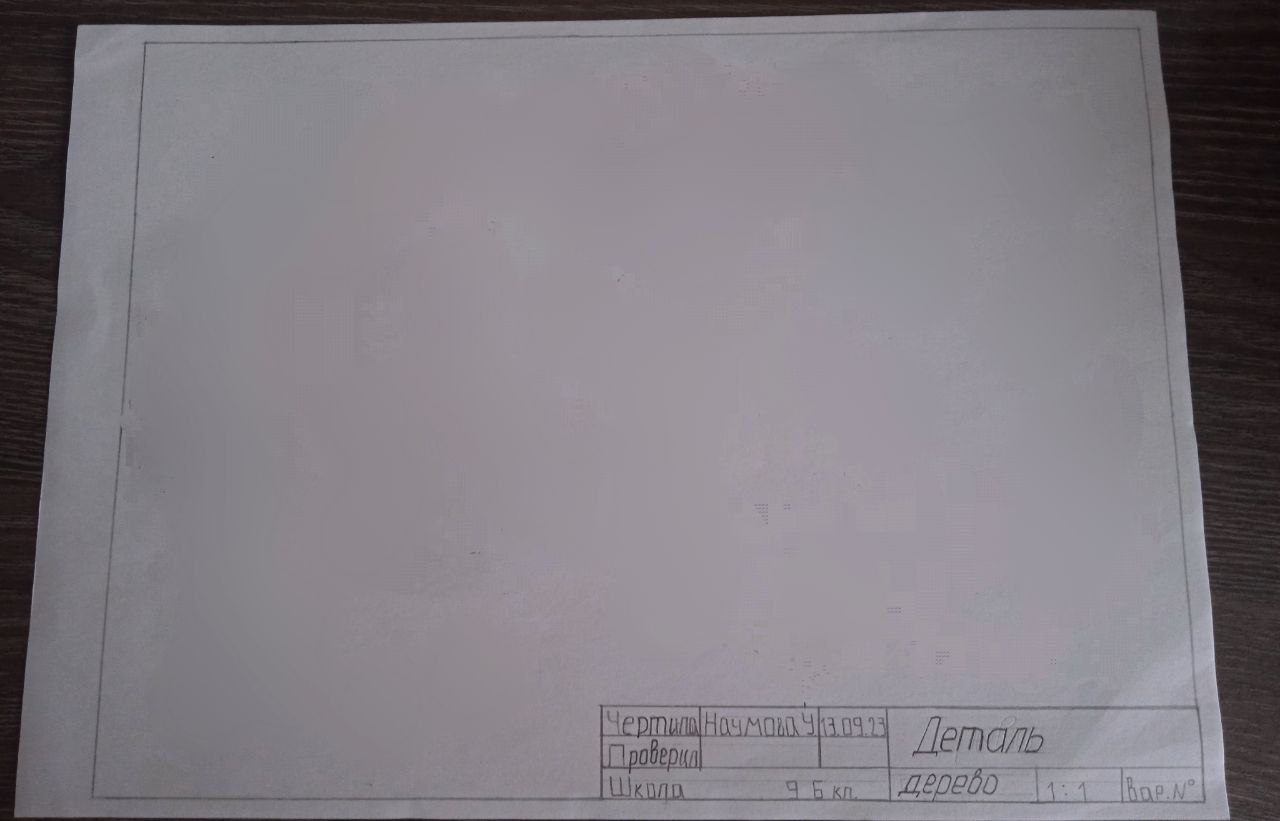 Чертила Наумова У 13.09.23
Деталь
Проверил
Школа 9 Б кл. дерево 1:1 Вар.N°